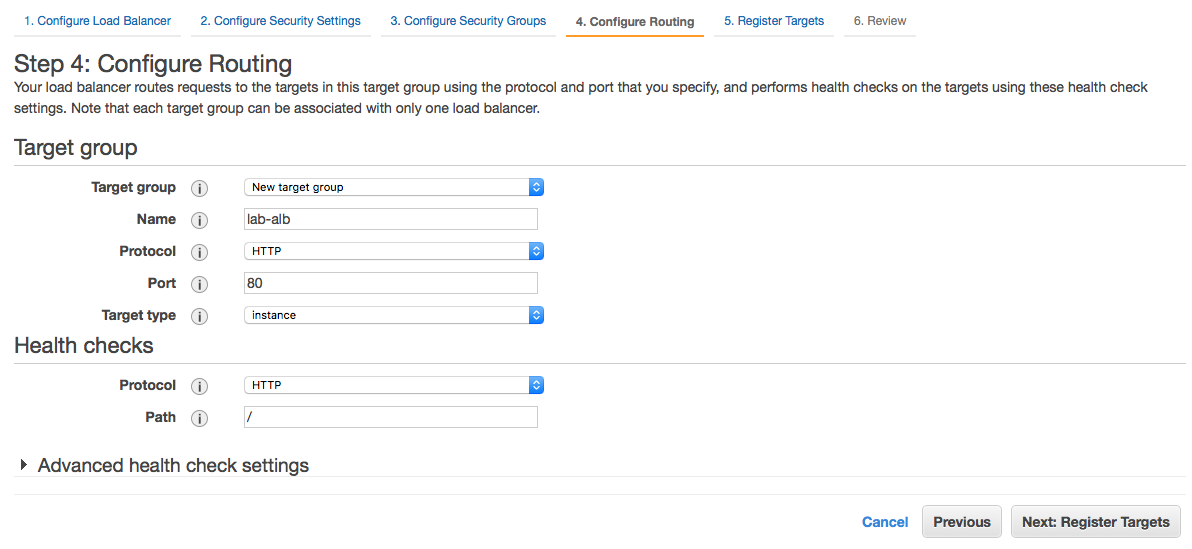 1. Configure Load Balancer 2. Configure Security Settings 3. Configure Security Groups 4. Configure Routing 5. Register Targets 6. Review
Step 4: Configure Routing
Your load balancer routes requests to the targets in this target group using the protocol and port that you specify, and performs health checks on the targets using these health check
settings. Note that each target group can be associated with only one load balancer.
Target group
Target group i New target group
Name i lab-alb
Protocol i HTTP
Port i 80
Target type i instance
Health checks
Protocol i HTTP
Path i /
Advanced health check settings
Cancel Previous Next: Register Targets